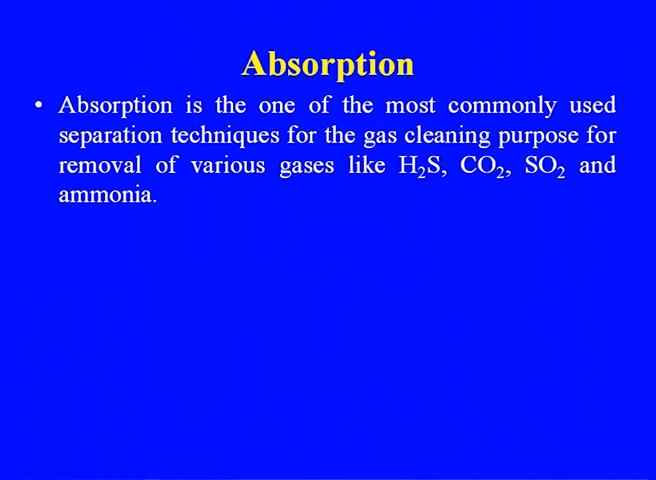 Absorption
• Absorption is the one of the most commonly used
separation techniques for the gas cleaning purpose for
removal of various gases like H₂S, CO₂, SO₂ and
ammonia.